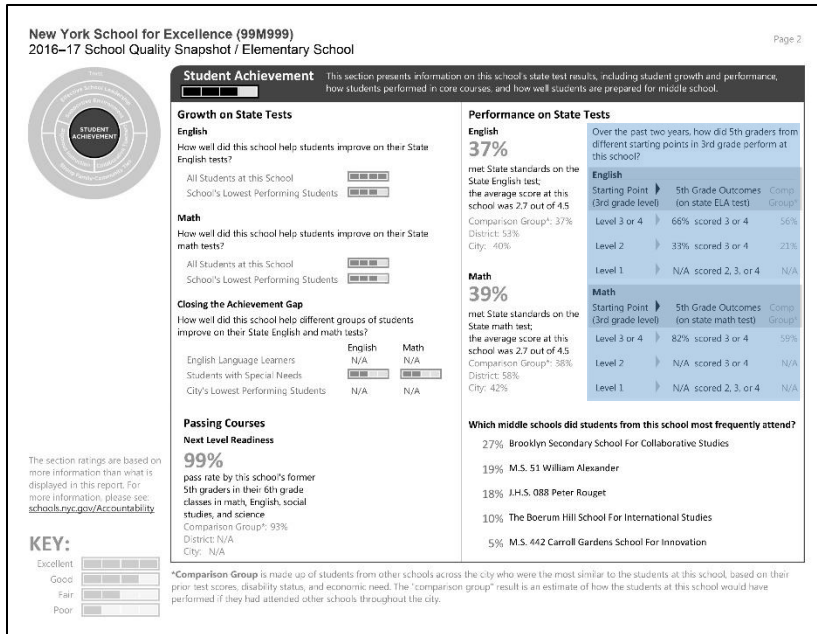 New York School for Excellence (99M999)
2016–17 School Quality Snapshot / Elementary School
Page 2
STUDENT
ACHIEVEMENT
Student Achievement
This section presents information on this school's state test results, including student growth and performance,
how students performed in core courses, and how well students are prepared for middle school.
Growth on State Tests
English
How well did this school help students improve on their State
English tests?
All Students at this School
School's Lowest Performing Students
Math
How well did this school help students improve on their State
math tests?
All Students at this School
School's Lowest Performing Students
Closing the Achievement Gap
How well did this school help different groups of students
improve on their State English and math tests?
English Math
English Language Learners N/A N/A
Students with Special Needs
City's Lowest Performing Students N/A N/A
Passing Courses
Next Level Readiness
99%
pass rate by this school's former
5th graders in their 6th grade
classes in math, English, social
studies, and science
Comparison Group*: 93%
District: N/A
City: N/A
Performance on State Tests
English
37%
met State standards on the
State English test;
the average score at this
school was 2.7 out of 4.5
Comparison Group*: 37%
District: 53%
City: 40%
Math
39%
met State standards on the
State math test;
the average score at this
school was 2.7 out of 4.5
Comparison Group*: 38%
District: 58%
City: 42%
Over the past two years, how did 5th graders from
different starting points in 3rd grade perform at
this school?
English
Starting Point 5th Grade Outcomes Comp
(3rd grade level) (on state ELA test) Group*
Level 3 or 4 66% scored 3 or 4 56%
Level 2 33% scored 3 or 4 21%
Level 1 N/A scored 2, 3, or 4 N/A
Math
Starting Point 5th Grade Outcomes Comp
(3rd grade level) (on state math test) Group*
Level 3 or 4 82% scored 3 or 4 59%
Level 2 N/A scored 3 or 4 N/A
Level 1 N/A scored 2, 3, or 4 N/A
Which middle schools did students from this school most frequently attend?
27% Brooklyn Secondary School For Collaborative Studies
19% M.S. 51 William Alexander
18% J.H.S. 088 Peter Rouget
10% The Boerum Hill School For International Studies
5% M.S. 442 Carroll Gardens School For Innovation
The section ratings are based on
more information than what is
displayed in this report. For
more information, please see:
schools.nyc.gov/Accountability
KEY:
Excellent
Good
Fair
Poor
*Comparison Group is made up of students from other schools across the city who were the most similar to the students at this school, based on their
prior test scores, disability status, and economic need. The "comparison group" result is an estimate of how the students at this school would have
performed if they had attended other schools throughout the city.